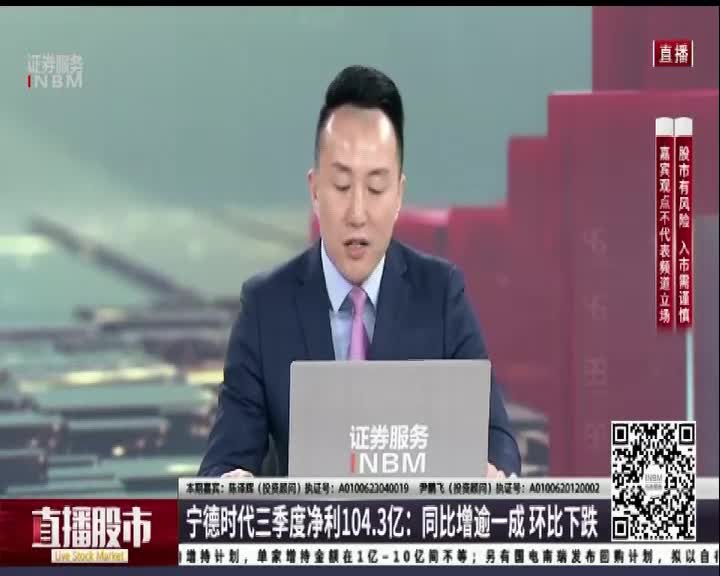 证券服务
INBM
直播
股市有风险 入市需谨慎
嘉宾观点不代表频道立场
证券服务
INBM
INBM
本期嘉宾：陈泽辉（投资顾问）执证号：A0100623040019 尹鹏飞（投资顾问）执证号：A0100620120002
直播股市
Live Stock Market
宁德时代三季度净利104.3亿：同比增逾一成 环比下跌
增持计划，单家增持金额在1亿-10亿间不等；另有国电南瑞发布回购计划，拟以自